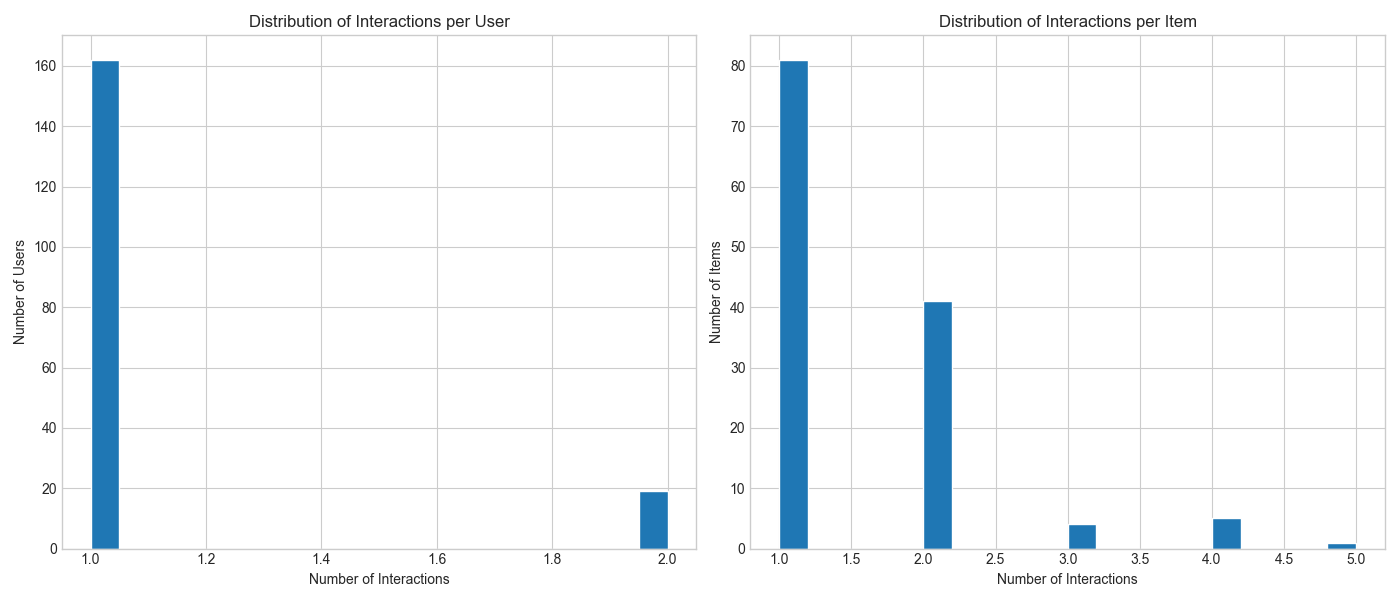 Distribution of Interactions per User
Number of Users
160
140
120
100
80
60
40
20
0
1.0 1.2 1.4 1.6 1.8 2.0
Number of Interactions
Distribution of Interactions per Item
Number of Items
80
70
60
50
40
30
20
10
0
1.0 1.5 2.0 2.5 3.0 3.5 4.0 4.5 5.0
Number of Interactions